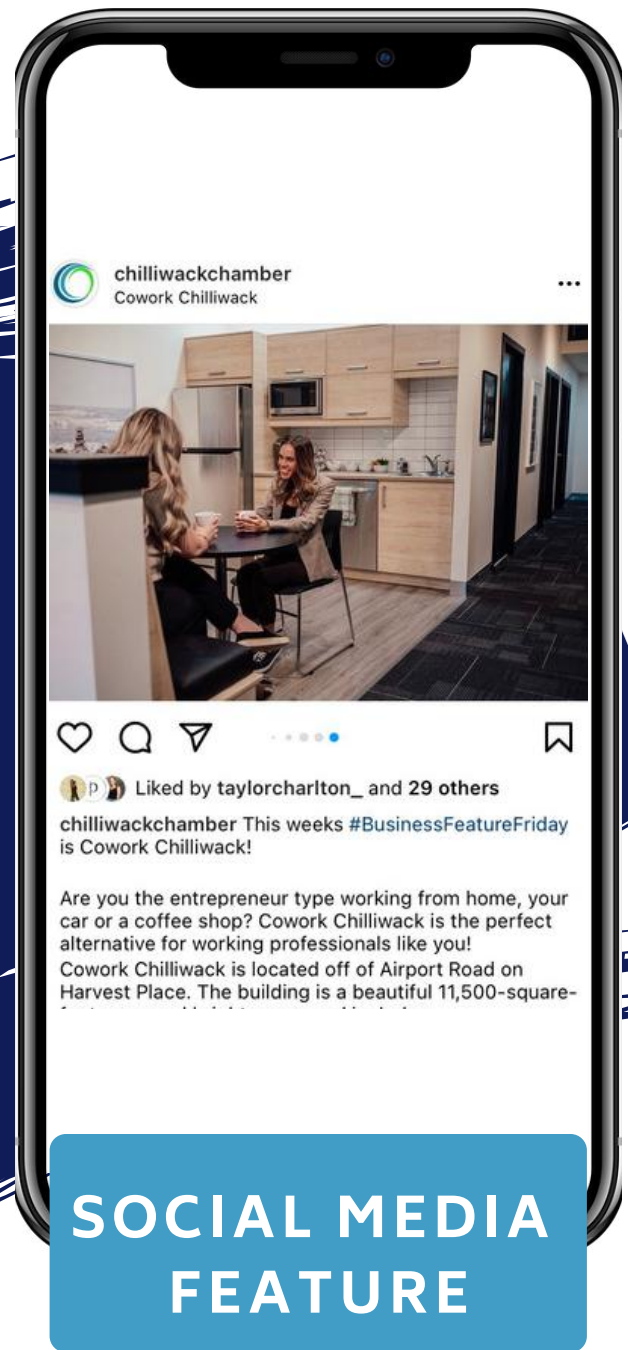 chilliwackchamber
Cowork Chilliwack
Liked by taylorcharlton_ and 29 others
chilliwackchamber This weeks #BusinessFeatureFriday
is Cowork Chilliwack!
Are you the entrepreneur type working from home, your
car or a coffee shop? Cowork Chilliwack is the perfect
alternative for working professionals like you!
Cowork Chilliwack is located off of Airport Road on
Harvest Place. The building is a beautiful 11,500-square-
SOCIAL MEDIA
FEATURE